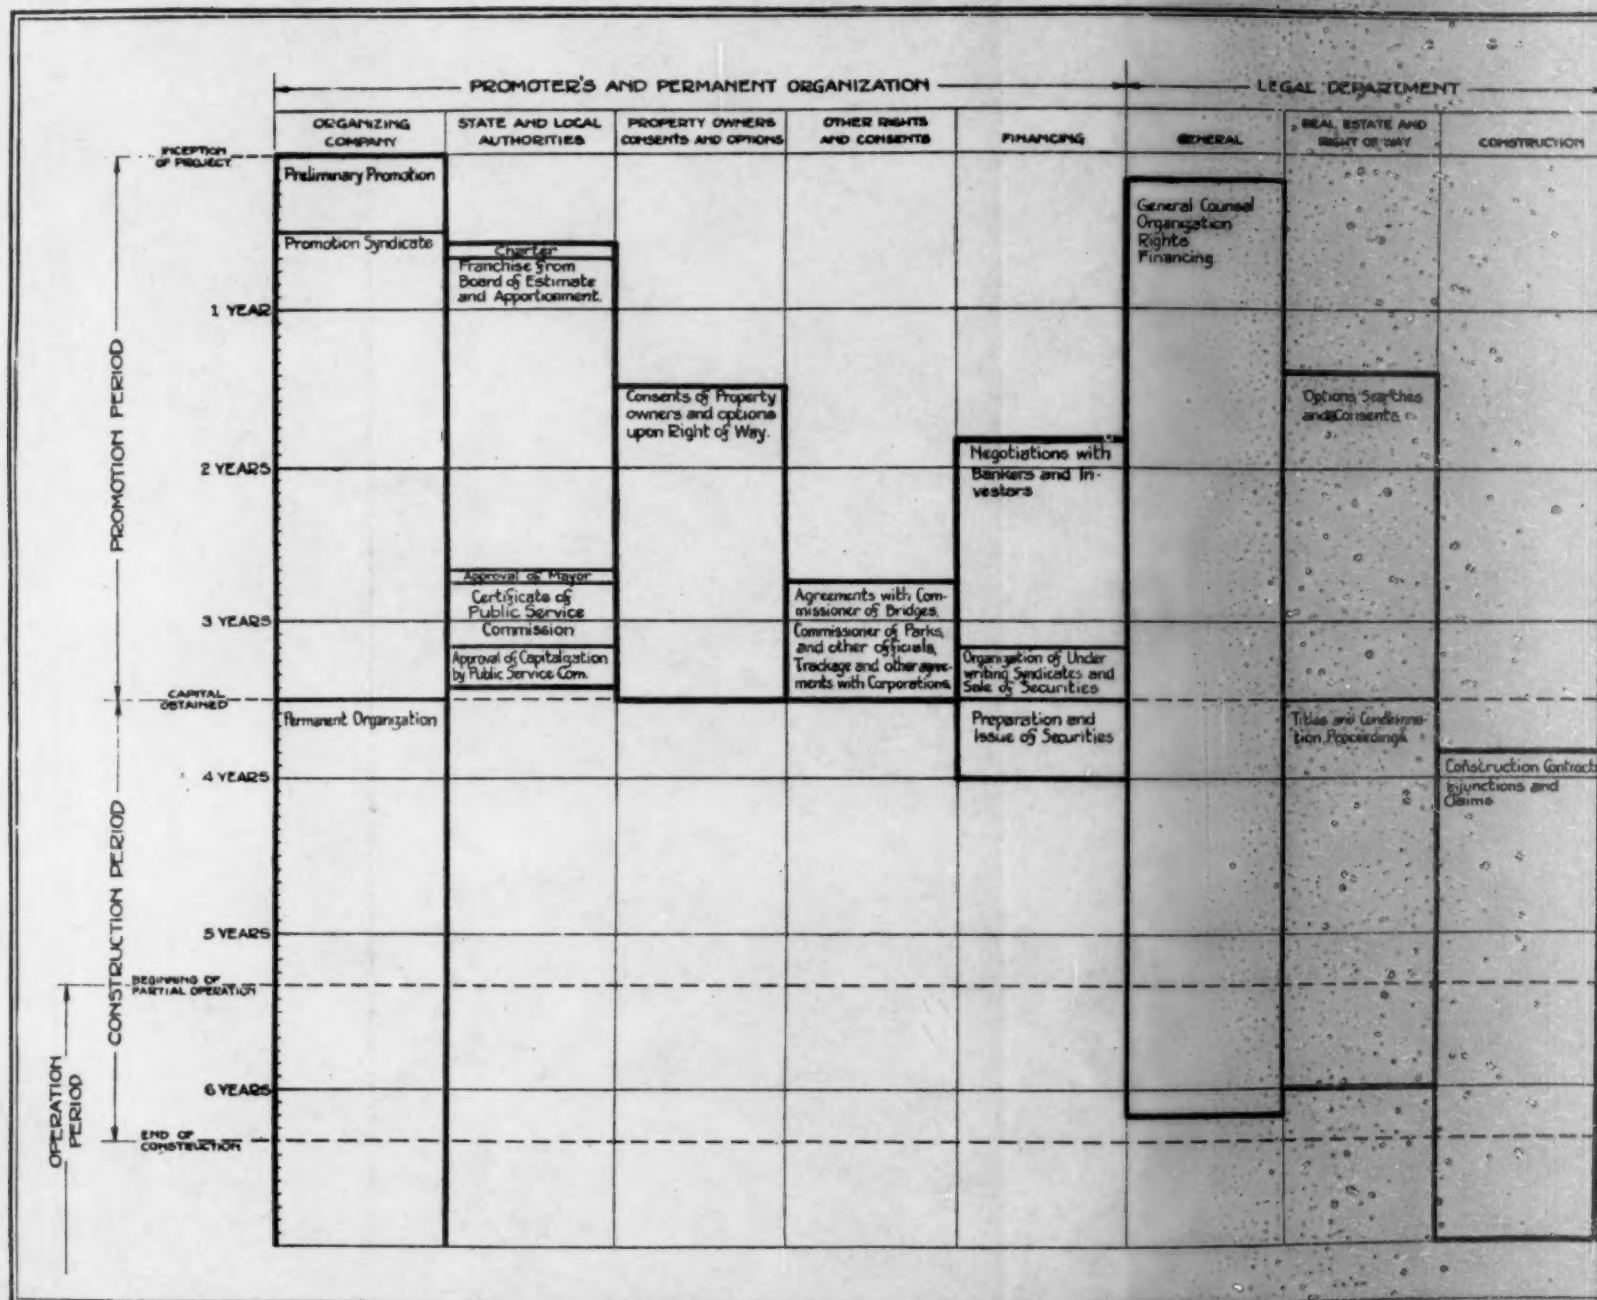 PROMOTER'S AND PERMANENT ORGANIZATION
LEGAL DEPARTMENT
ORGANIZING
COMPANY
STATE AND LOCAL
AUTHORITIES
PROPERTY OWNERS
CONSENTS AND OPTIONS
OTHER RIGHTS
AND CONSENTS
FINANCING
GENERAL
REAL ESTATE AND
RIGHT OF WAY
CONSTRUCTION
INCEPTION
OF PROJECT
1 YEAR
2 YEARS
3 YEARS
CAPITAL
OBTAINED
4 YEARS
5 YEARS
BEGINNING OF
PARTIAL OPERATION
6 YEARS
END OF
CONSTRUCTION
PROMOTION PERIOD
CONSTRUCTION PERIOD
OPERATION
PERIOD
Preliminary Promotion
Promotion Syndicate
Permanent Organization
Charter
Franchise from
Board of Estimate
and Apportionment.
Approval of Mayor
Certificate of
Public Service
Commission
Approval of Capitalization
by Public Service Com.
Consents of Property
owners and options
upon Right of Way.
Agreements with Com-
missioner of Bridges,
Commissioner of Parks,
and other officials,
Trackage and other agree-
ments with Corporations.
Negotiations with
Bankers and In-
vestors
Organization of Under
writing Syndicates and
Sale of Securities
Preparation and
Issue of Securities
General Counsel
Organization
Rights
Financing
Options, Searches
and Consents
Titles and Condemna-
tion Proceedings
Construction Contracts
Injunctions and
Claims